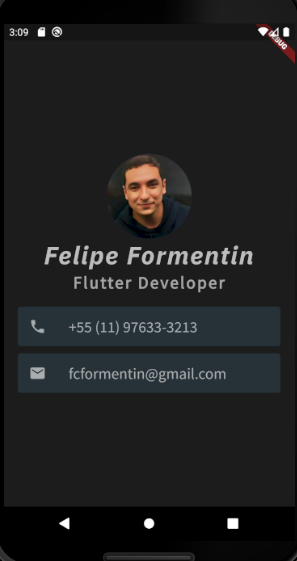 3:09
DEBUG
Felipe Formentin
Flutter Developer
+55 (11) 97633-3213
fcformentin@gmail.com